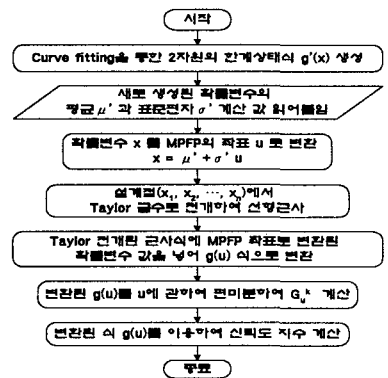 시작
Curve fitting을 통한 2차원의 한계상태식 g'(x) 생성
새로 생성된 확률변수의
평균 μ' 과 표준편차 σ' 계산 값 읽어들임
확률변수 x 를 MPFP의 좌표 u 로 변환
x = μ' + σ' u
설계점(x₁, x₂, ⋯, xₙ)에서
Taylor 급수로 전개하여 선형근사
Taylor 전개된 근사식에 MPFP 좌표로 변환된
확률변수 값을 넣어 g(u) 식으로 변환
변환된 g(u)를 u에 관하여 편미분하여 Gᵤᵏ 계산
변환된 식 g(u)를 이용하여 신뢰도 지수 계산
종료